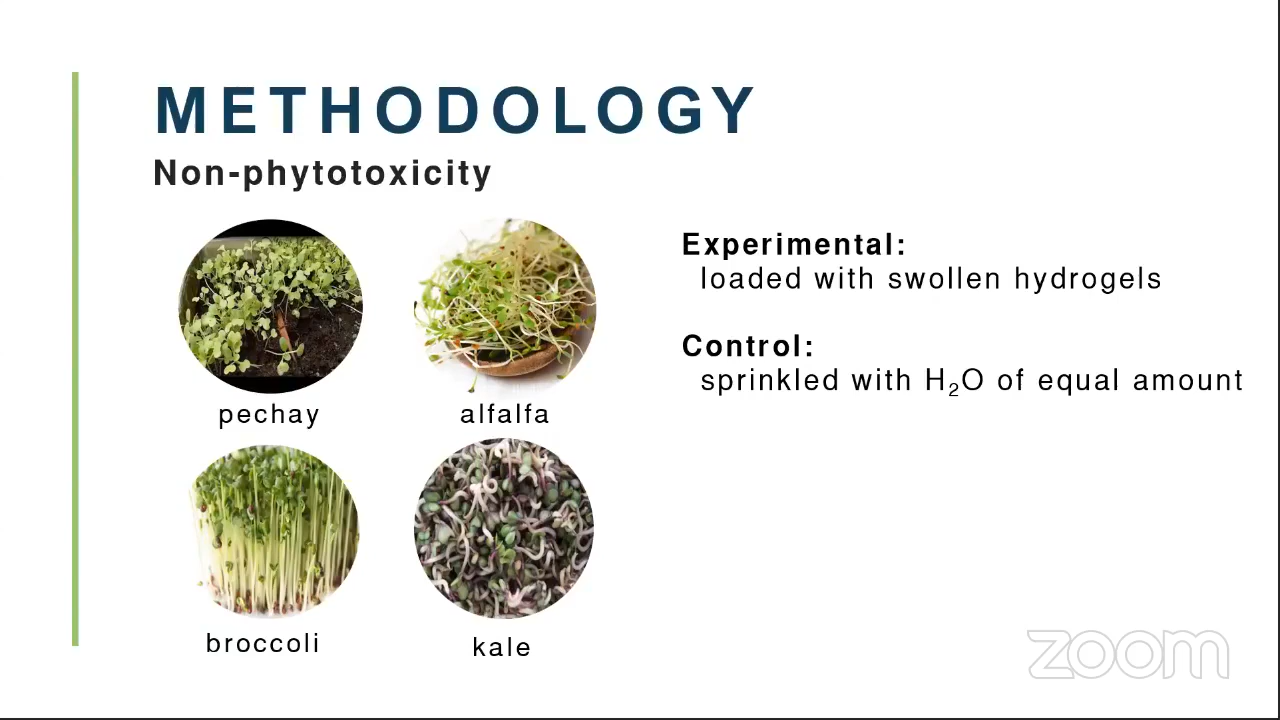 METHODOLOGY
Non-phytotoxicity
pechay
alfalfa
broccoli
kale
Experimental:
loaded with swollen hydrogels
Control:
sprinkled with H₂O of equal amount
zoom